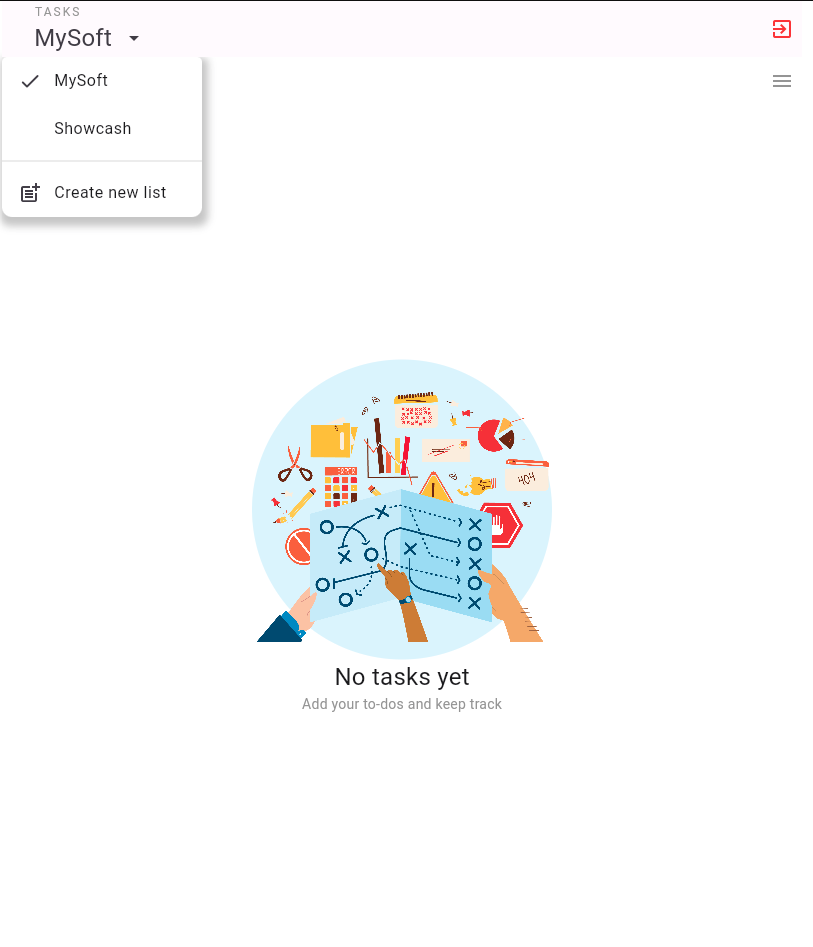 TASKS
MySoft
MySoft
Showcash
Create new list
404
No tasks yet
Add your to-dos and keep track